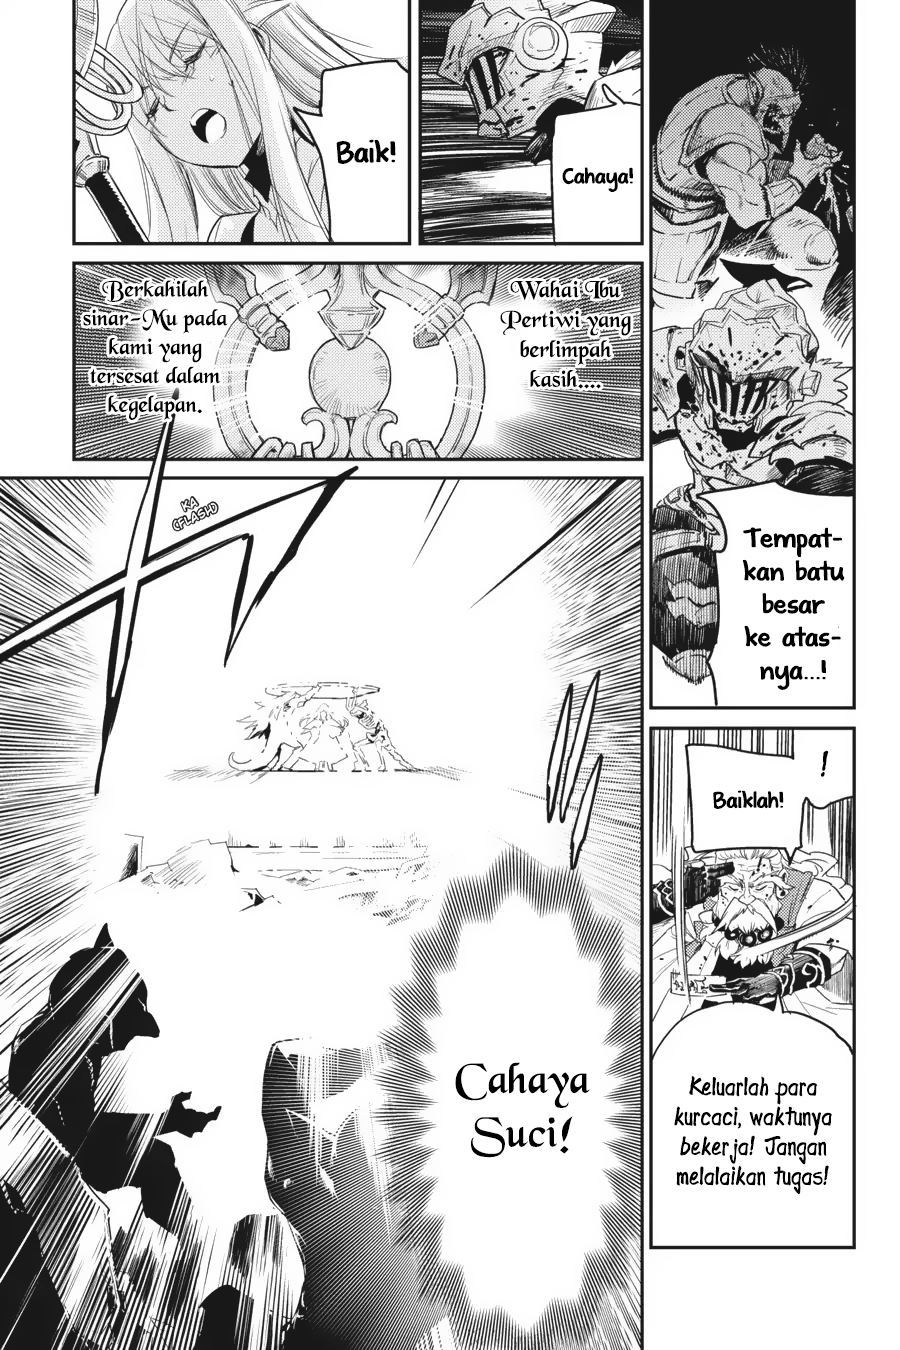 Tempat-
kan batu
besar
ke atas-
nya...!
!
Baiklah!
Keluarlah para
kurcaci, waktunya
bekerja! Jangan
melalaikan tugas!
Cahaya!
Baik!
Wahai Ibu
Pertiwi yang
berlimpah
kasih....
Berkahilah
sinar-Mu pada
kami yang
tersesat dalam
kegelapan.
KA
(FLASH)
Cahaya
Suci!